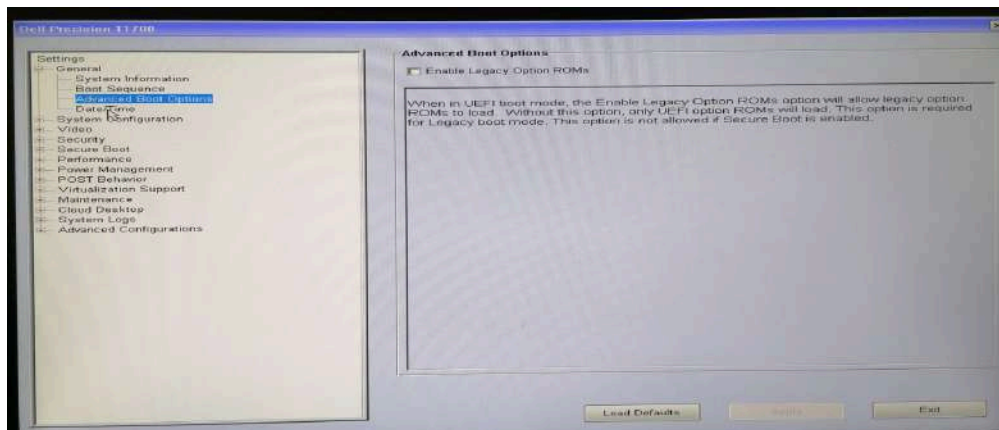 Dell Precision T1700
Settings
General
System Information
Boot Sequence
Advanced Boot Options
Date/Time
System Configuration
Video
Security
Secure Boot
Performance
Power Management
POST Behavior
Virtualization Support
Maintenance
Cloud Desktop
System Logs
Advanced Configurations
Advanced Boot Options
Enable Legacy Option ROMs
When in UEFI boot mode, the Enable Legacy Option ROMs option will allow legacy option
ROMs to load. Without this option, only UEFI option ROMs will load. This option is required
for Legacy boot mode. This option is not allowed if Secure Boot is enabled.
Load Defaults
Apply
Exit